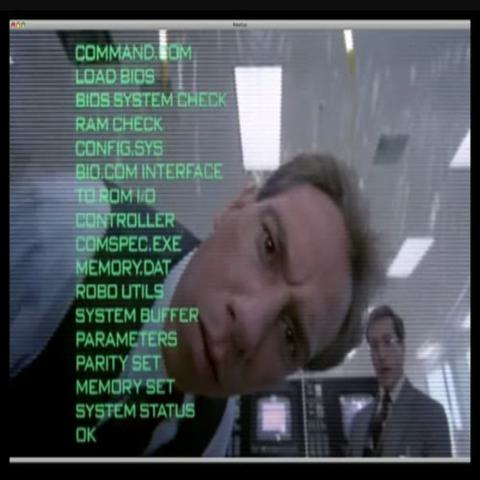 COMMAND.COM
LOAD BIOS
BIOS SYSTEM CHECK
RAM CHECK
CONFIG.SYS
BIO.COM INTERFACE
TO ROM I/O
CONTROLLER
COMSPEC.EXE
MEMORY.DAT
ROBO UTILS
SYSTEM BUFFER
PARAMETERS
PARITY SET
MEMORY SET
SYSTEM STATUS
OK